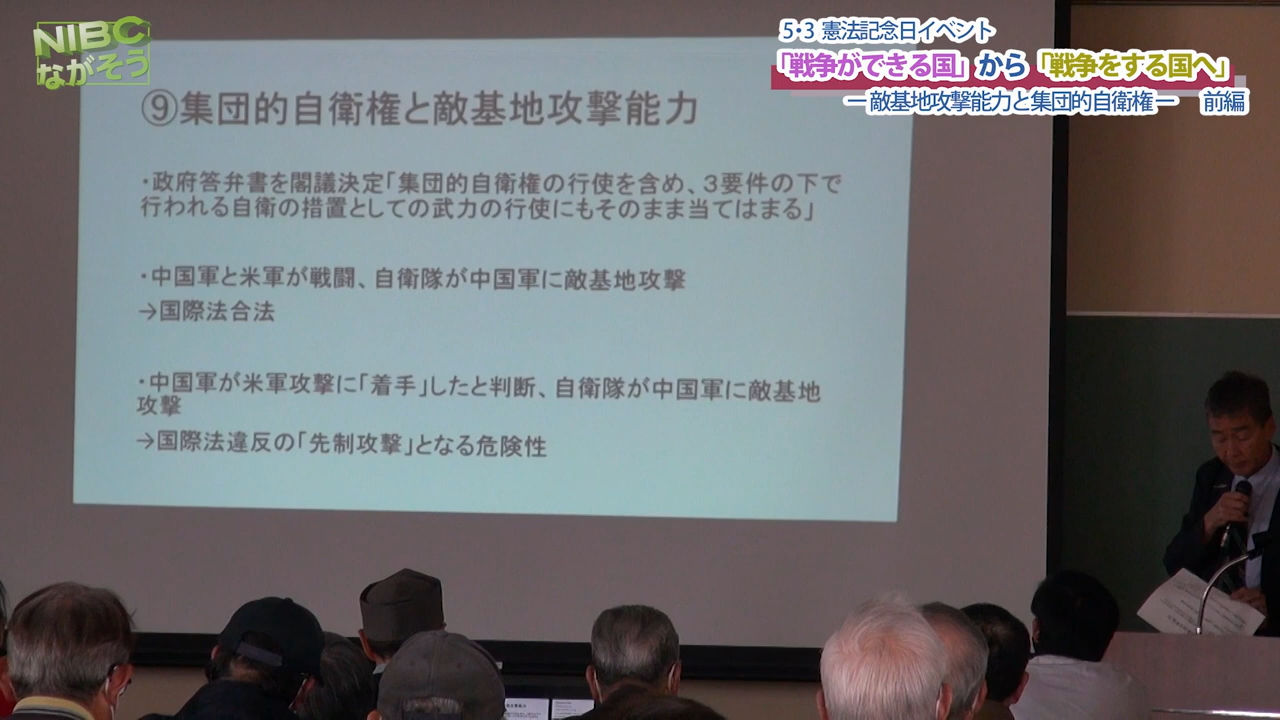 NIBC
ながそう
5・3 憲法記念日イベント
「戦争ができる国」から「戦争をする国へ」
ー敵基地攻撃能力と集団的自衛権ー 前編
⑨集団的自衛権と敵基地攻撃能力
・政府答弁書を閣議決定「集団的自衛権の行使を含め、３要件の下で
行われる自衛の措置としての武力の行使にもそのまま当てはまる」
・中国軍と米軍が戦闘、自衛隊が中国軍に敵基地攻撃
→国際法合法
・中国軍が米軍攻撃に「着手」したと判断、自衛隊が中国軍に敵基地
攻撃
→国際法違反の「先制攻撃」となる危険性